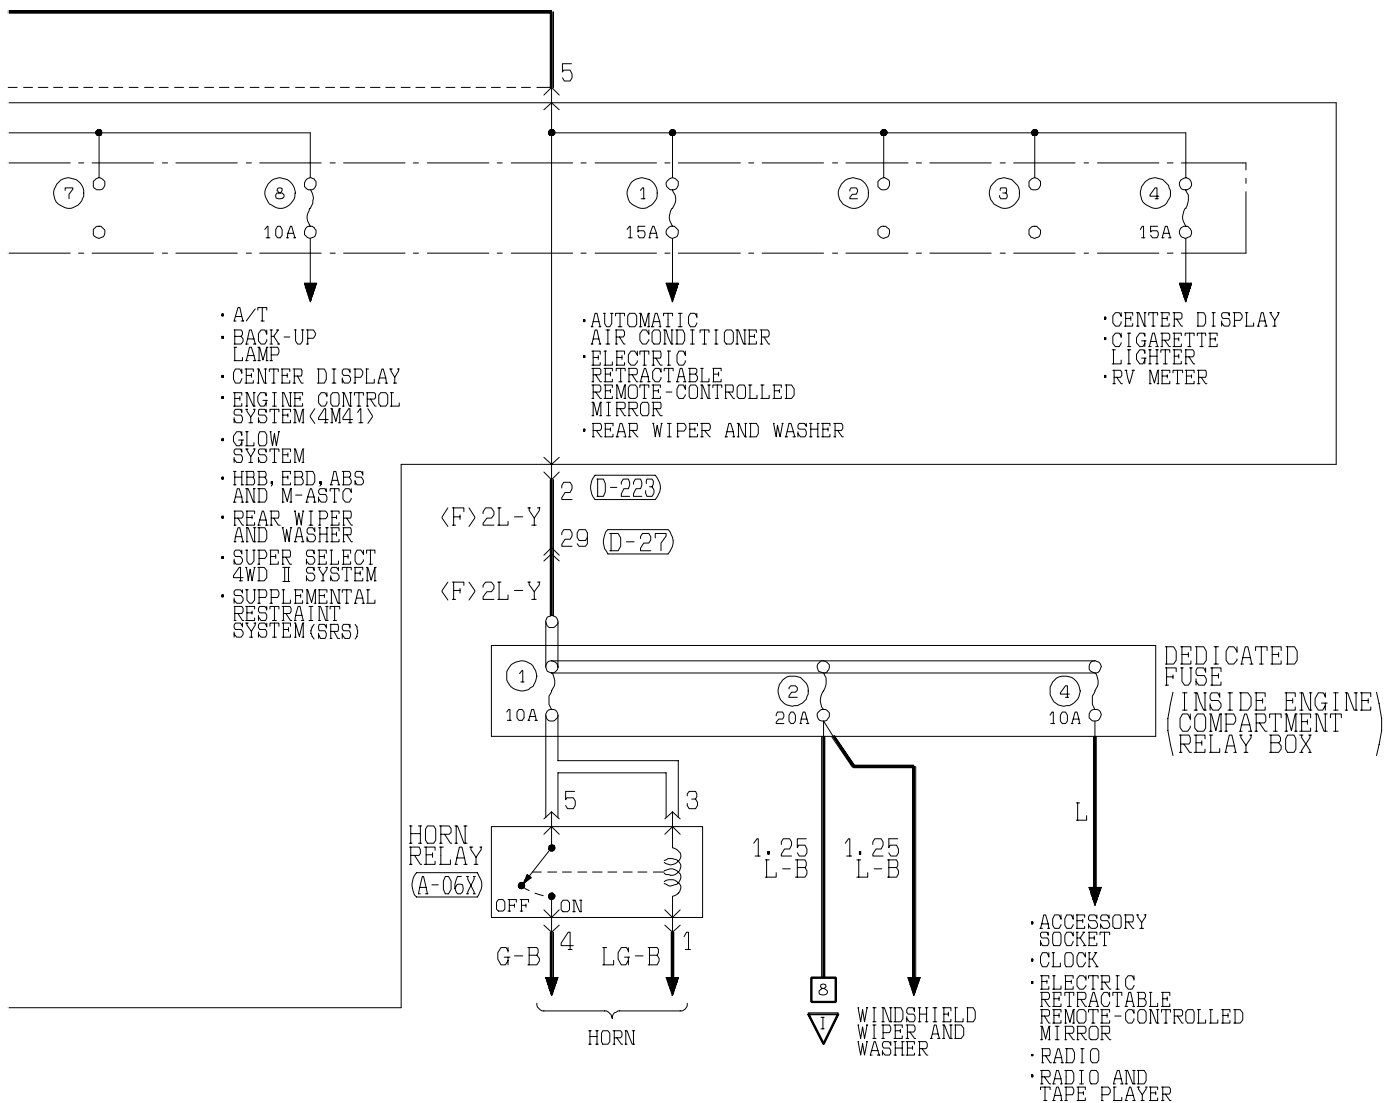 5
7
8
1
2
3
4
10A
15A
15A
·A/T
·BACK-UP
LAMP
·CENTER DISPLAY
·ENGINE CONTROL
SYSTEM〈4M41〉
·GLOW
SYSTEM
·HBB, EBD, ABS
AND M-ASTC
·REAR WIPER
AND WASHER
·SUPER SELECT
4WD Ⅱ SYSTEM
·SUPPLEMENTAL
RESTRAINT
SYSTEM(SRS)
·AUTOMATIC
AIR CONDITIONER
·ELECTRIC
RETRACTABLE
REMOTE-CONTROLLED
MIRROR
·REAR WIPER AND WASHER
·CENTER DISPLAY
·CIGARETTE
LIGHTER
·RV METER
2 (D-223)
〈F〉2L-Y
29 (D-27)
〈F〉2L-Y
DEDICATED
FUSE
(INSIDE ENGINE
COMPARTMENT
RELAY BOX)
1
2
4
10A
20A
10A
5
3
HORN
RELAY
(A-06X)
OFF
ON
4
1
G-B
LG-B
HORN
1.25
L-B
1.25
L-B
L
8
I
WINDSHIELD
WIPER AND
WASHER
·ACCESSORY
SOCKET
·CLOCK
·ELECTRIC
RETRACTABLE
REMOTE-CONTROLLED
MIRROR
·RADIO
·RADIO AND
TAPE PLAYER